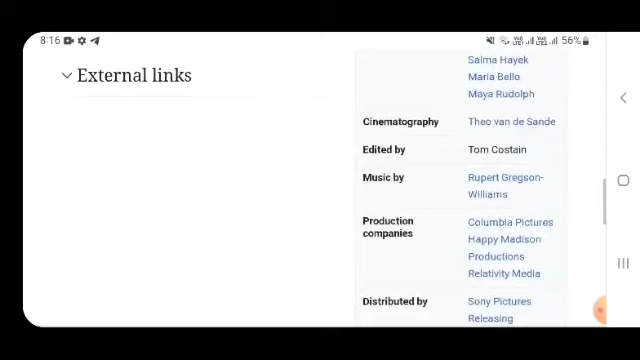 8:16
56%
External links
Salma Hayek
Maria Bello
Maya Rudolph
Cinematography Theo van de Sande
Edited by Tom Costain
Music by Rupert Gregson-
Williams
Production Columbia Pictures
companies Happy Madison
Productions
Relativity Media
Distributed by Sony Pictures
Releasing